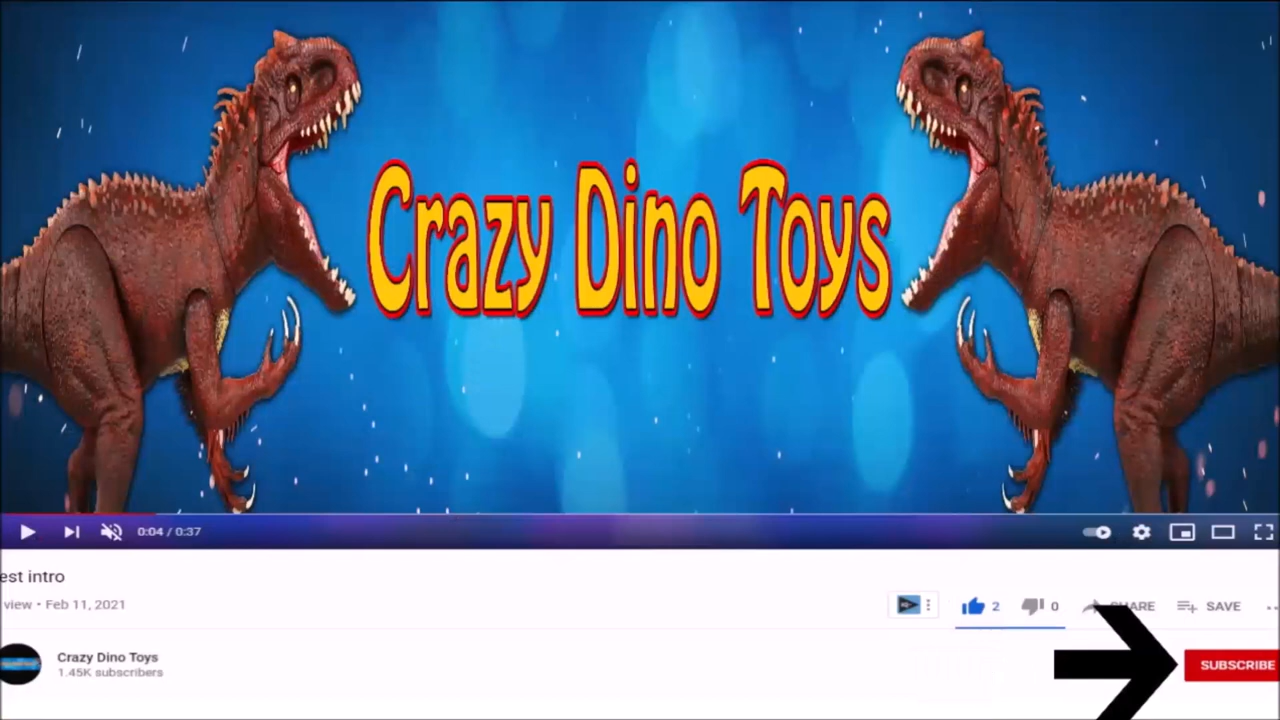 Crazy Dino Toys
0:04 / 0:37
est intro
view • Feb 11, 2021
2
0
SHARE
SAVE
Crazy Dino Toys
1.45K subscribers
SUBSCRIBE